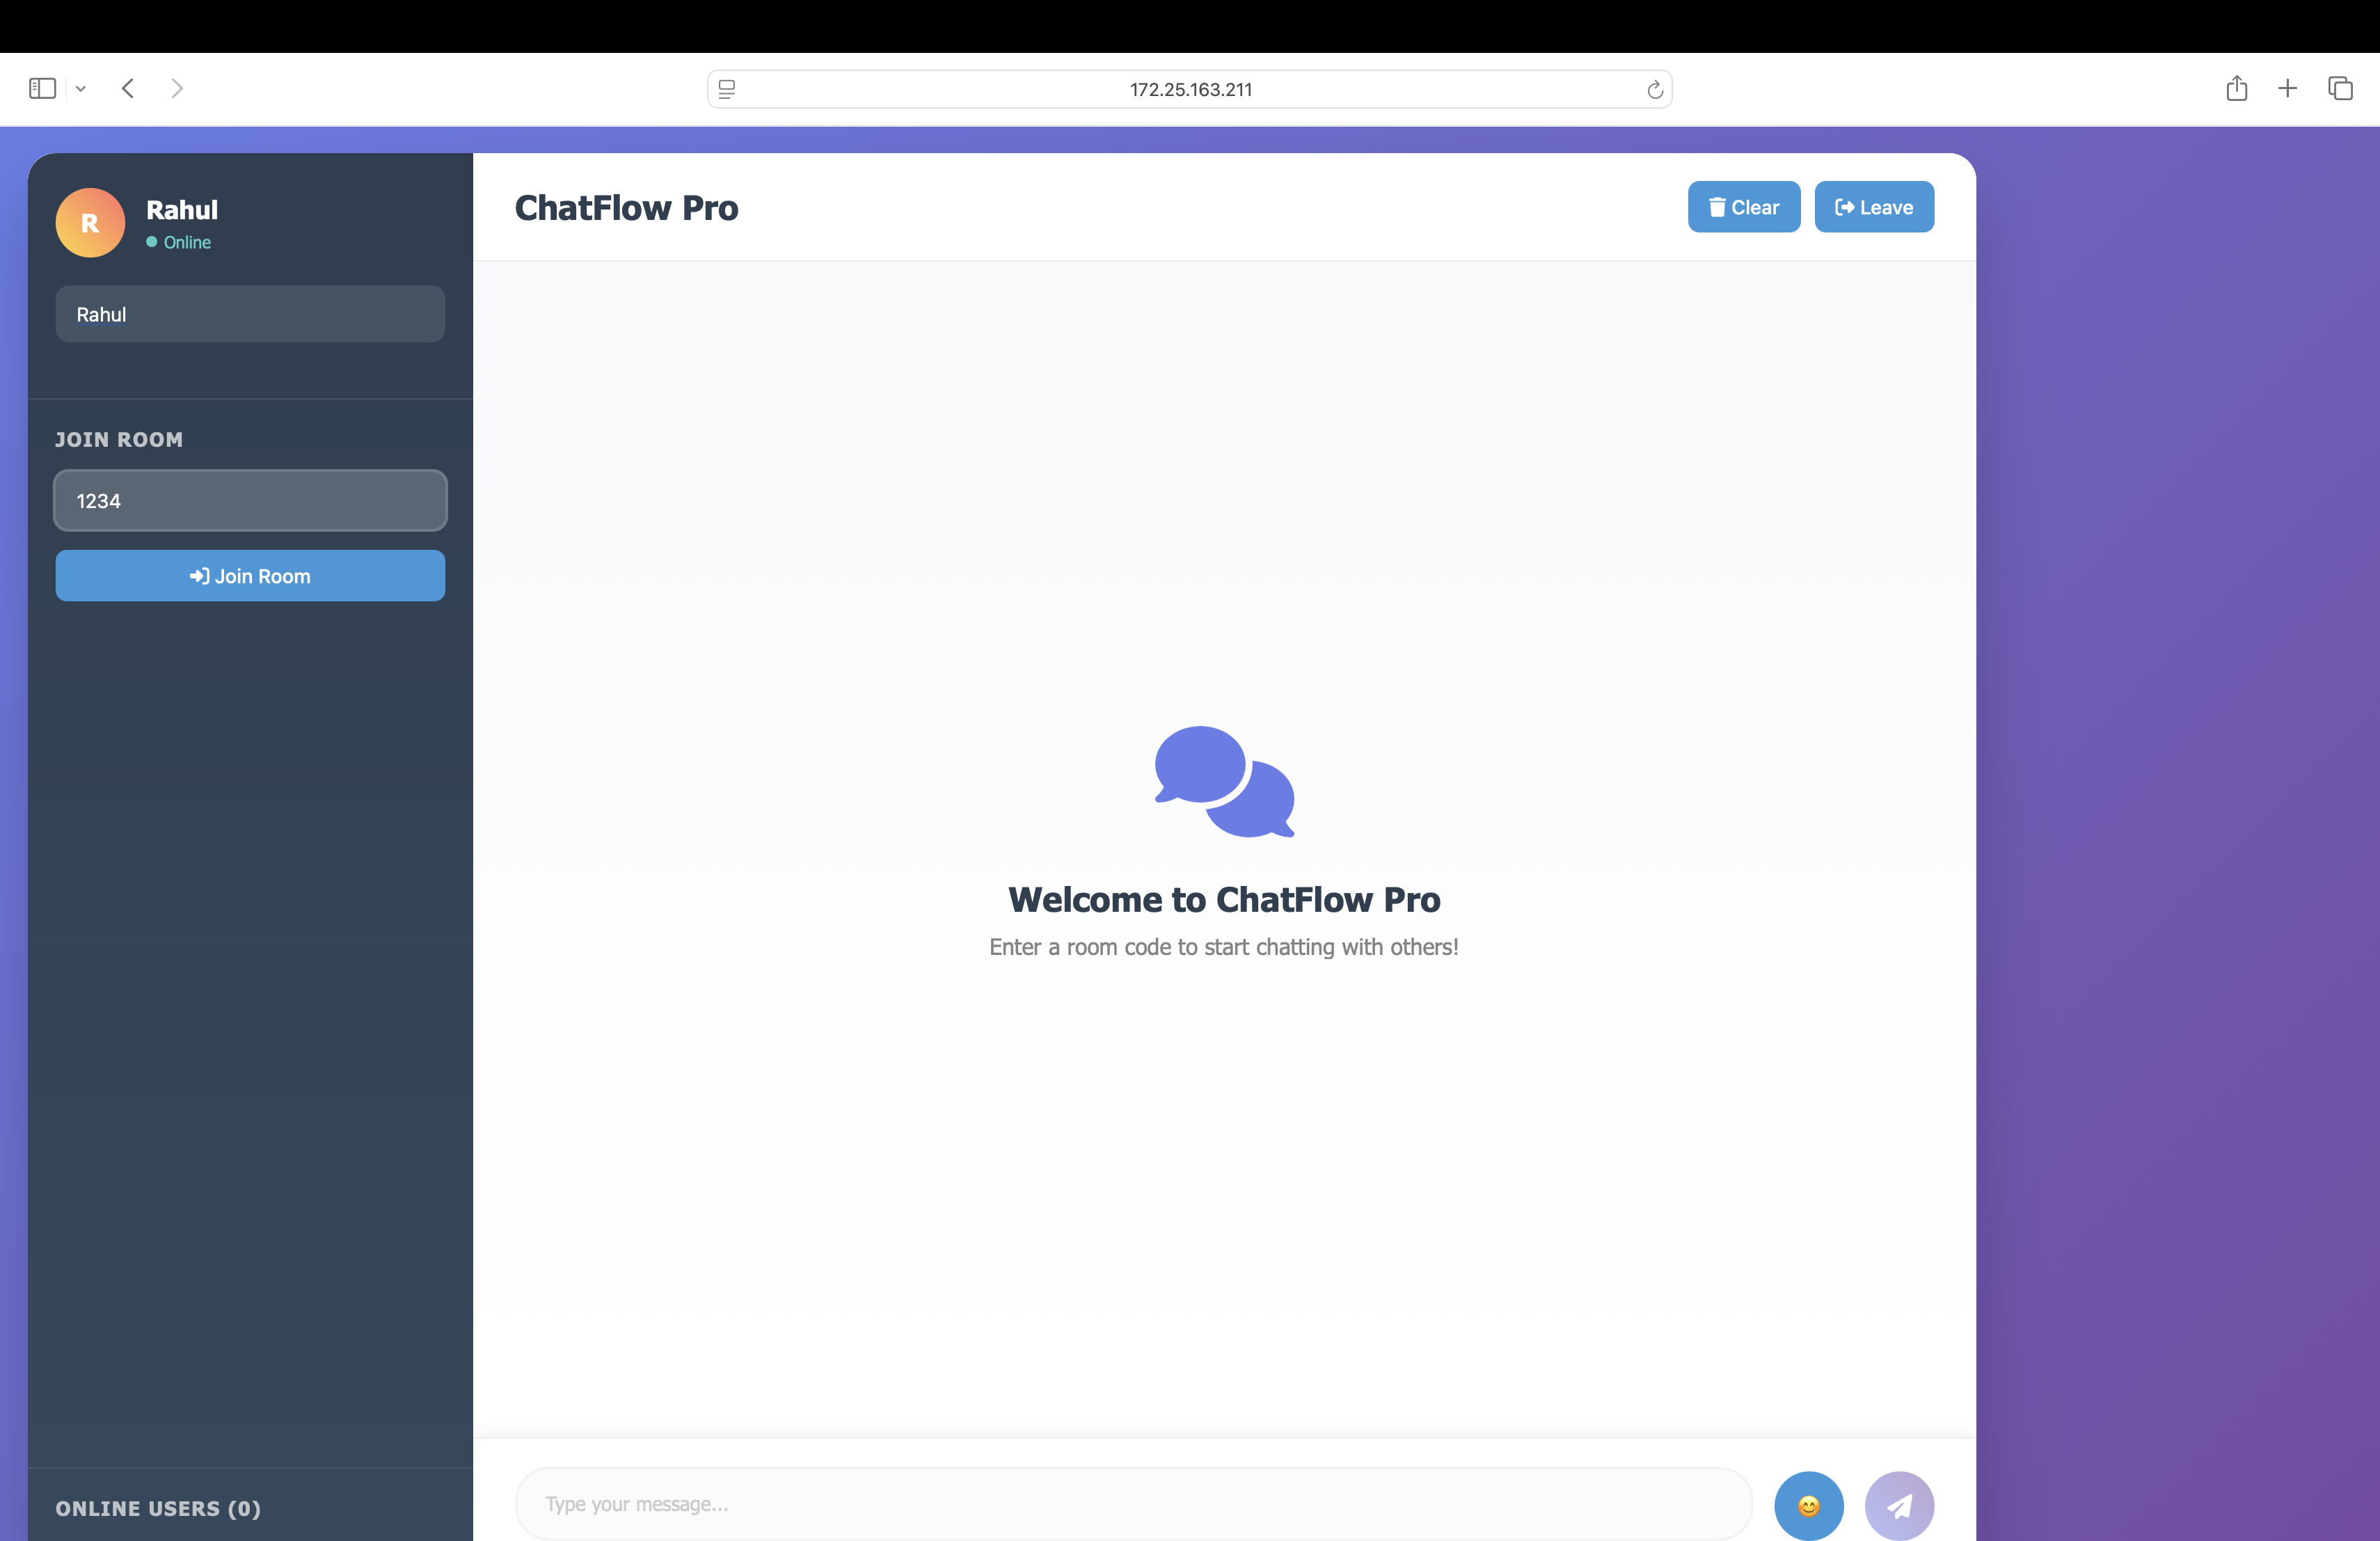 172.25.163.211
R
Rahul
Online
Rahul
JOIN ROOM
1234
Join Room
ONLINE USERS (0)
ChatFlow Pro
Clear
Leave
Welcome to ChatFlow Pro
Enter a room code to start chatting with others!
Type your message...